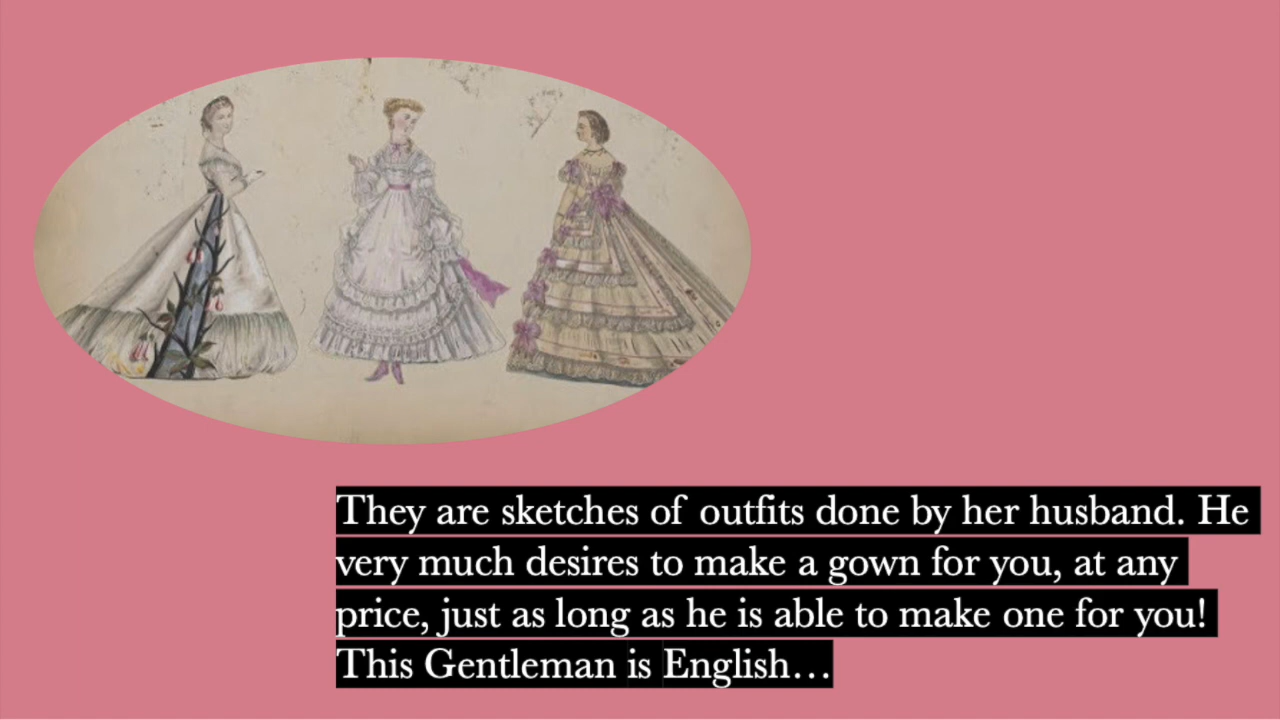 They are sketches of outfits done by her husband. He
very much desires to make a gown for you, at any
price, just as long as he is able to make one for you!
This Gentleman is English…